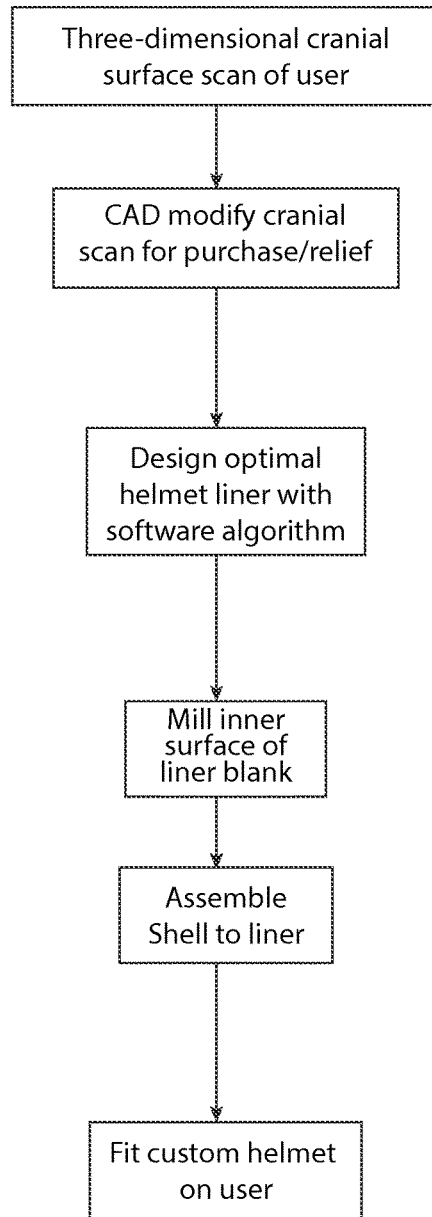 Three-dimensional cranial
surface scan of user
CAD modify cranial
scan for purchase/relief
Design optimal
helmet liner with
software algorithm
Mill inner
surface of
liner blank
Assemble
Shell to liner
Fit custom helmet
on user